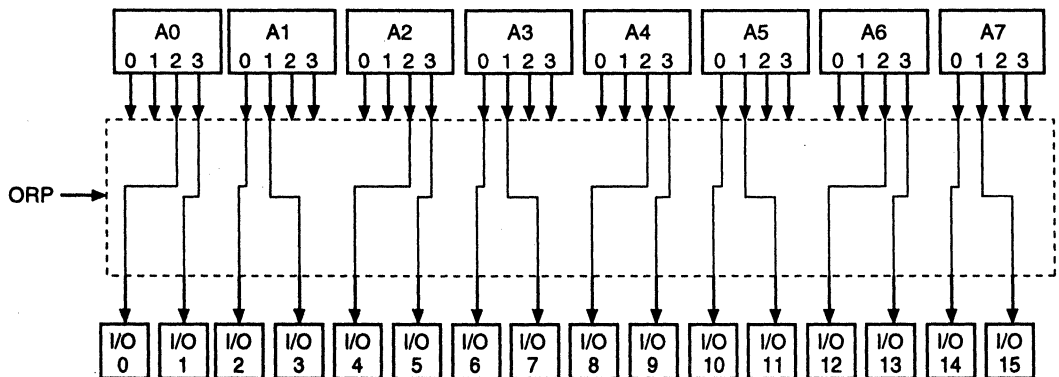 A0 A1 A2 A3 A4 A5 A6 A7
0 1 2 3 0 1 2 3 0 1 2 3 0 1 2 3 0 1 2 3 0 1 2 3 0 1 2 3 0 1 2 3
ORP
I/O I/O I/O I/O I/O I/O I/O I/O I/O I/O I/O I/O I/O I/O I/O I/O
0 1 2 3 4 5 6 7 8 9 10 11 12 13 14 15